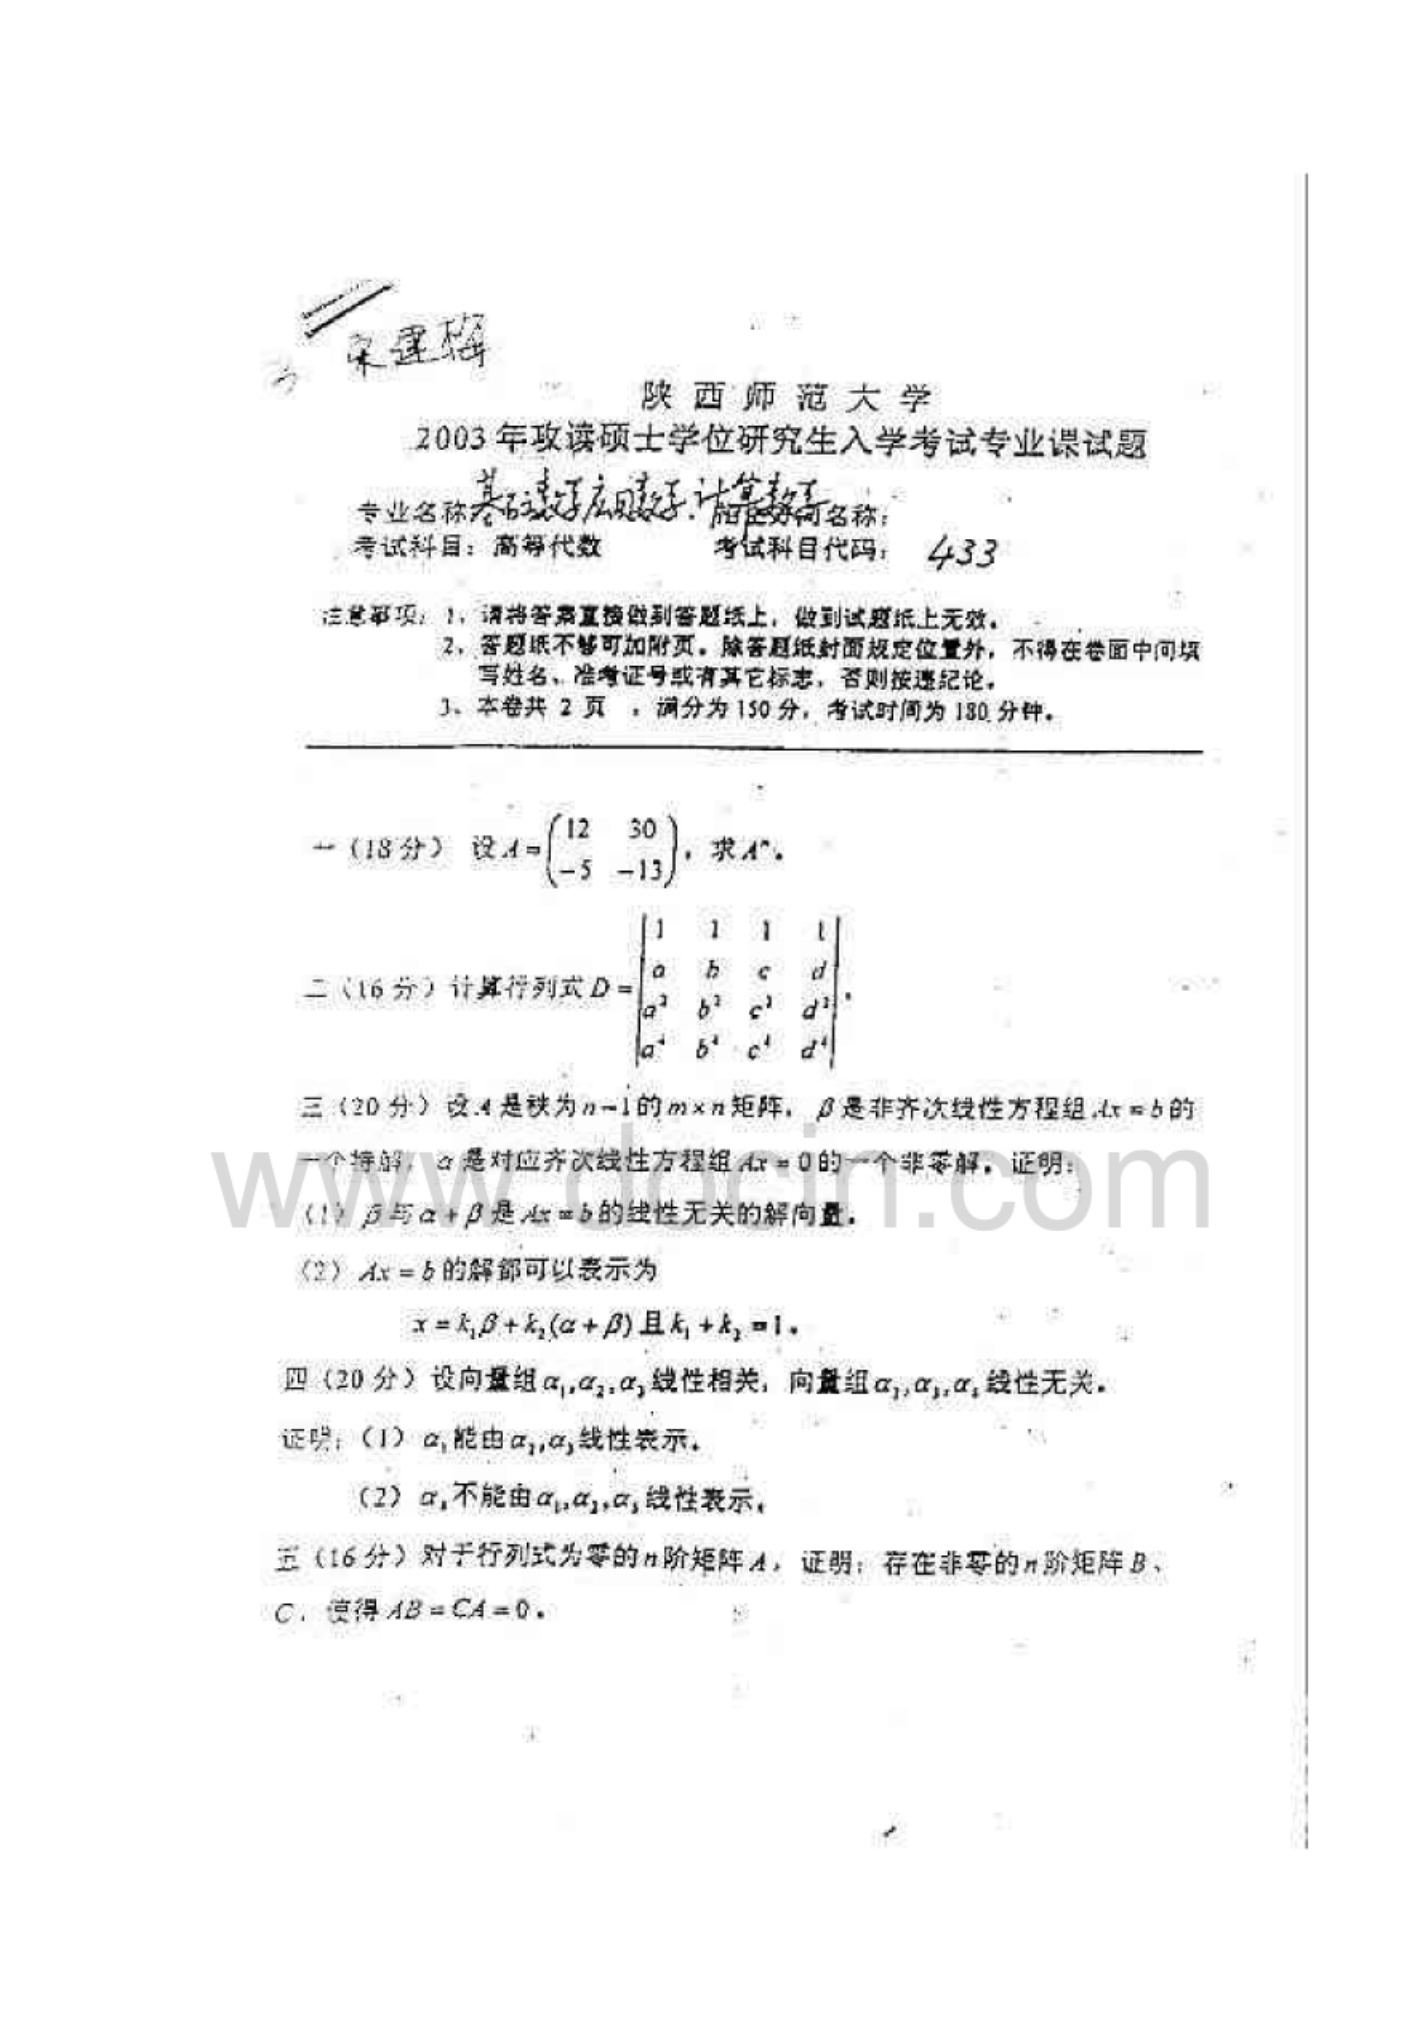 陕西师范大学
2003年攻读硕士学位研究生入学考试专业课试题
专业名称:基础数学应用数学、计算数学 名称:
考试科目:高等代数 考试科目代码: 433
注意事项:1、请将答案直接做到答题纸上,做到试题纸上无效。
2、答题纸不够可加附页。除答题纸封面规定位置外,不得在卷面中间填
写姓名、准考证号或有其它标志,否则按违纪论。
3、本卷共 2 页 ,满分为150分,考试时间为180分钟。
一(18分) 设A=(12 30
-5 -13),求Aⁿ。
1 1 1 1
a b c d
二(16分)计算行列式D=
a² b² c² d²
a⁴ b⁴ c⁴ d⁴
三(20分)设A是秩为n-1的m×n矩阵,β是非齐次线性方程组Ax=b的
一个特解,α是对应齐次线性方程组Ax=0的一个非零解。证明:
www.docin.com
(1)β与α+β是Ax=b的线性无关的解向量。
(2)Ax=b的解都可以表示为
x=k₁β+k₂(α+β)且k₁+k₂=1。
四(20分)设向量组α₁,α₂,α₃线性相关,向量组α₂,α₃,α₄线性无关。
证明:(1)α₁能由α₂,α₃线性表示。
(2)α₄不能由α₁,α₂,α₃线性表示。
五(16分)对于行列式为零的n阶矩阵A,证明:存在非零的n阶矩阵B、
C,使得AB=CA=0。